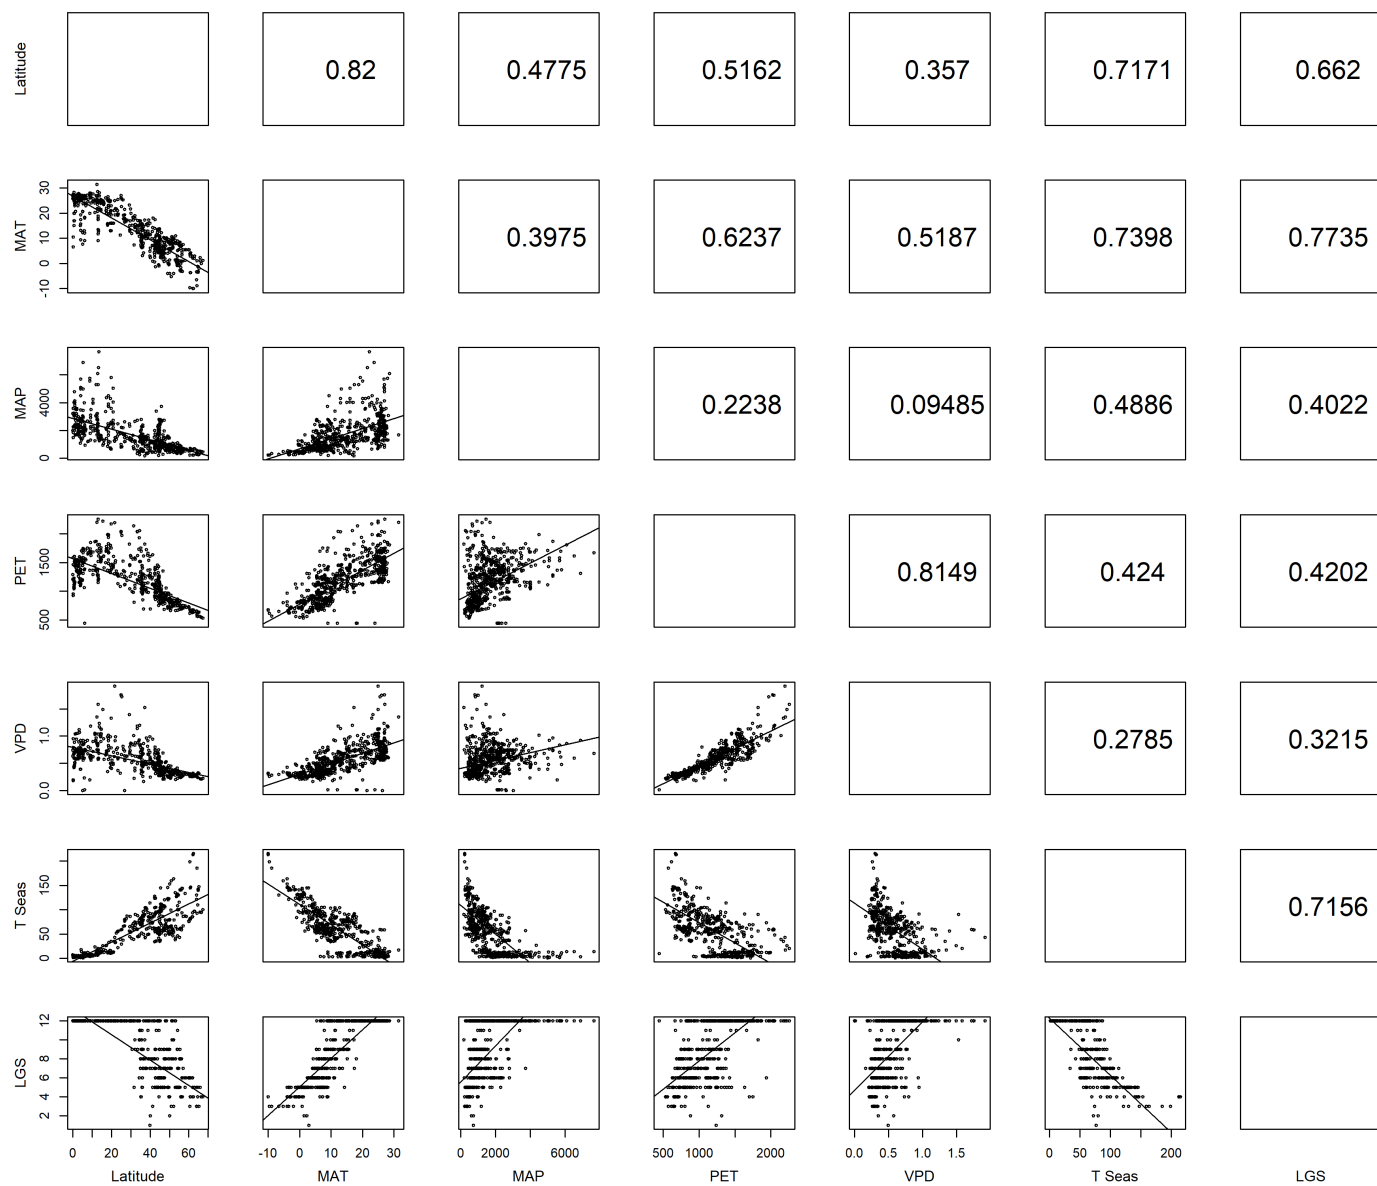 Latitude
0.82
0.4775
0.5162
0.357
0.7171
0.662
MAT
-10 0 10 20 30
0.3975
0.6237
0.5187
0.7398
0.7735
MAP
0 4000
0.2238
0.09485
0.4886
0.4022
PET
500 1500
0.8149
0.424
0.4202
VPD
0.0 1.0
0.2785
0.3215
T Seas
0 50 150
0.7156
LGS
2 4 6 8 10 12
0 20 40 60
-10 0 10 20 30
0 2000 6000
500 1000 2000
0.0 0.5 1.0 1.5
0 50 100 200
Latitude
MAT
MAP
PET
VPD
T Seas
LGS